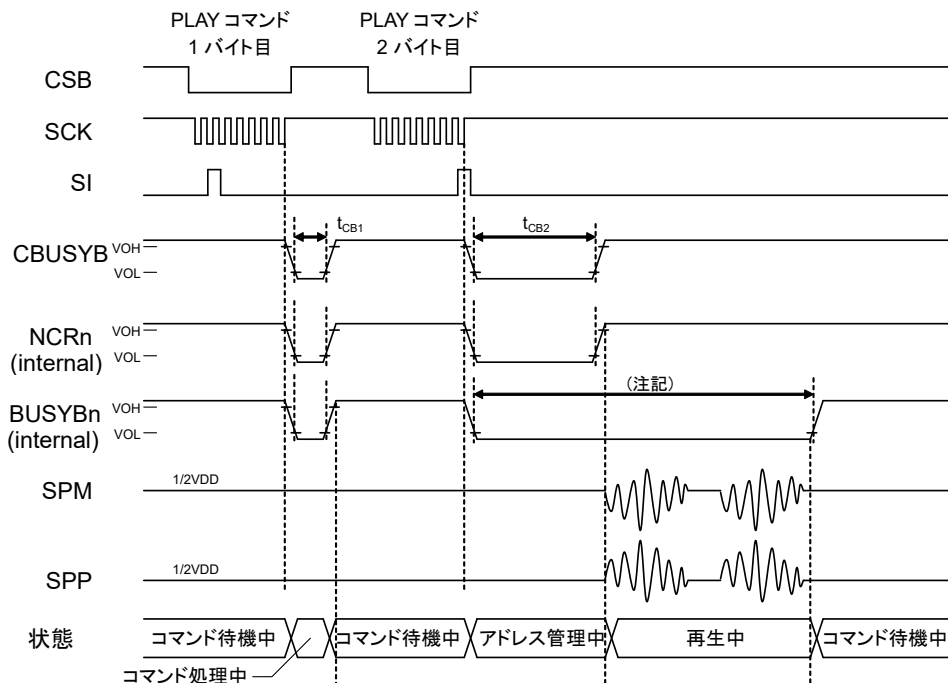 PLAY コマンド
1 バイト目
PLAY コマンド
2 バイト目
CSB
SCK
SI
tCB1
tCB2
CBUSYB
VOH
VOL
NCRn
(internal)
VOH
VOL
(注記)
BUSYBn
(internal)
VOH
VOL
SPM
1/2VDD
SPP
1/2VDD
状態
コマンド待機中
コマンド待機中
アドレス管理中
再生中
コマンド待機中
コマンド処理中